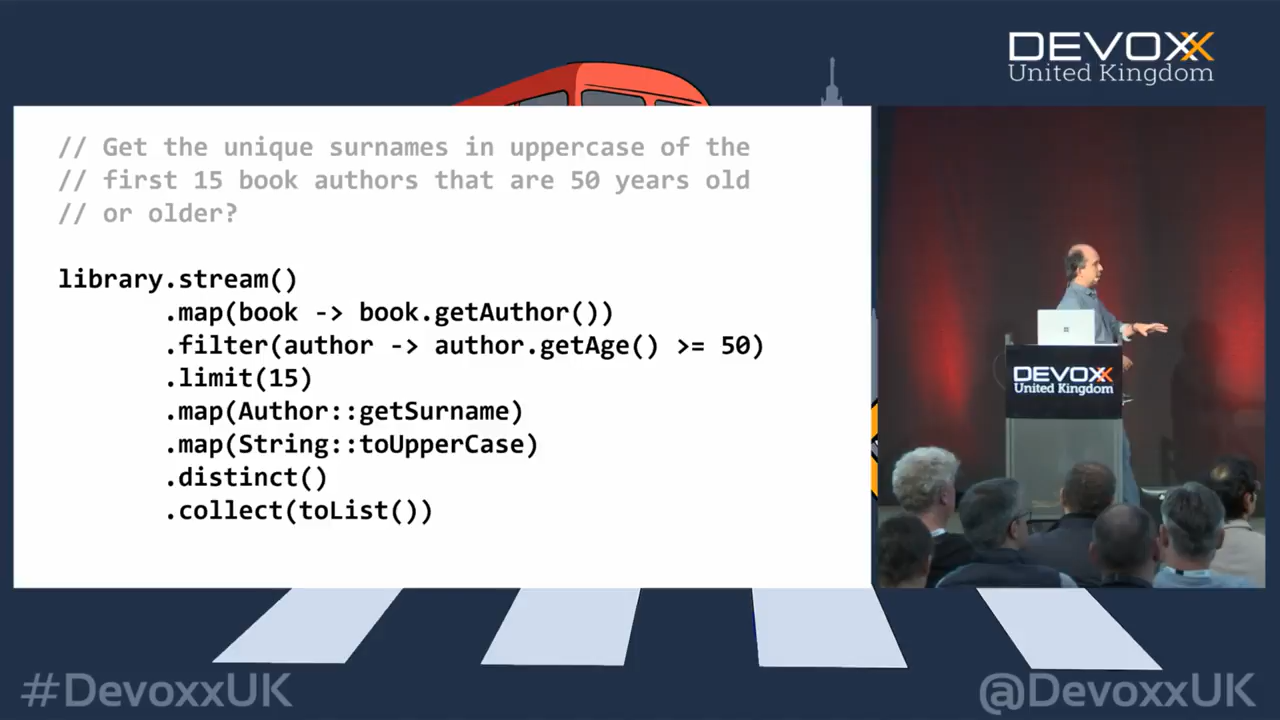 DEVOXX
United Kingdom
// Get the unique surnames in uppercase of the
// first 15 book authors that are 50 years old
// or older?
library.stream()
.map(book -> book.getAuthor())
.filter(author -> author.getAge() >= 50)
.limit(15)
.map(Author::getSurname)
.map(String::toUpperCase)
.distinct()
.collect(toList())
DEVOXX
United Kingdom
#DevoxxUK
@DevoxxUK